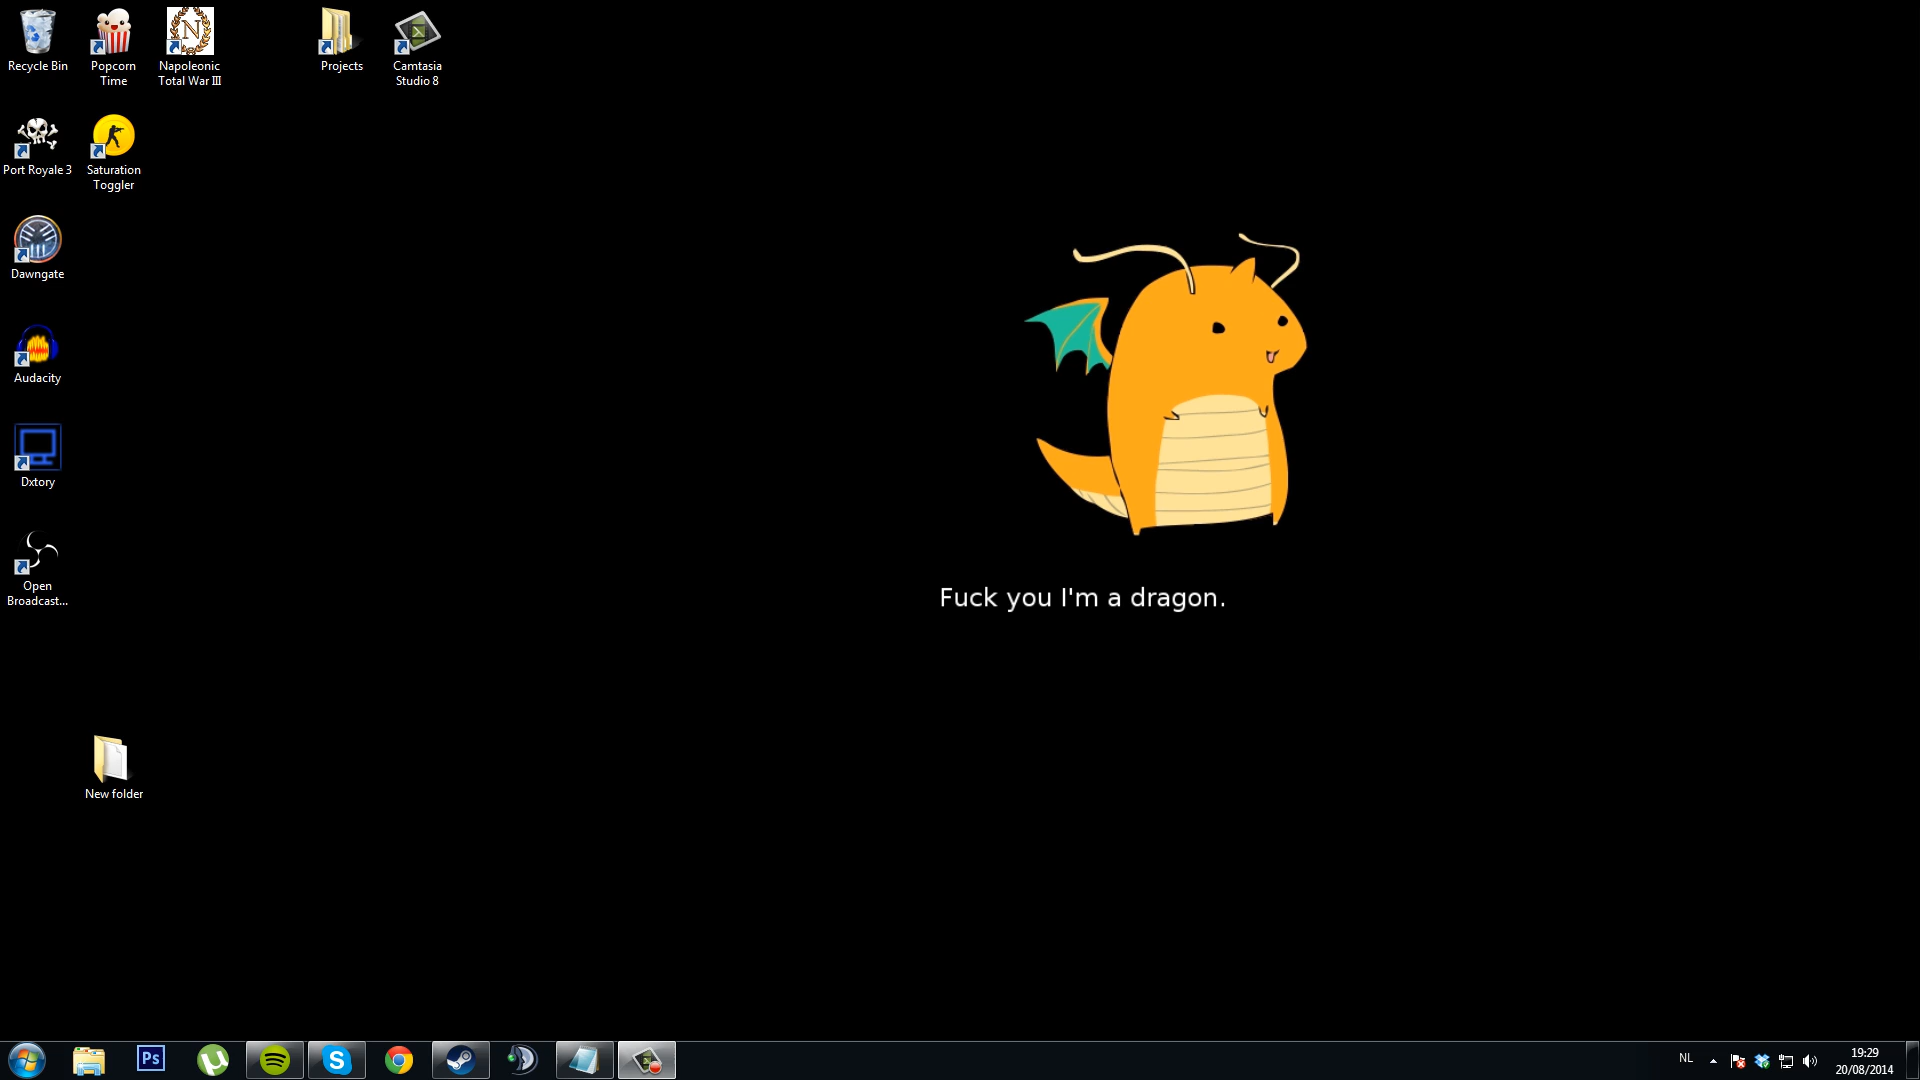 Recycle Bin
Popcorn
Time
Napoleonic
Total War III
Projects
Camtasia
Studio 8
Port Royale 3
Saturation
Toggler
Dawngate
Audacity
Dxtory
Open
Broadcast...
New folder
Fuck you I'm a dragon.
N
Ps
S
NL
19:29
20/08/2014